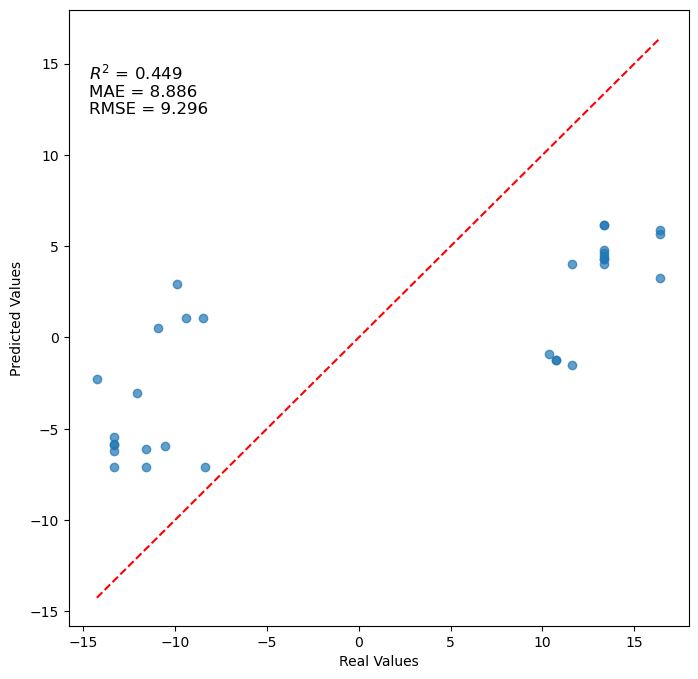 R² = 0.449
MAE = 8.886
RMSE = 9.296
15
10
5
0
−5
−10
−15
Predicted Values
−15 −10 −5 0 5 10 15
Real Values